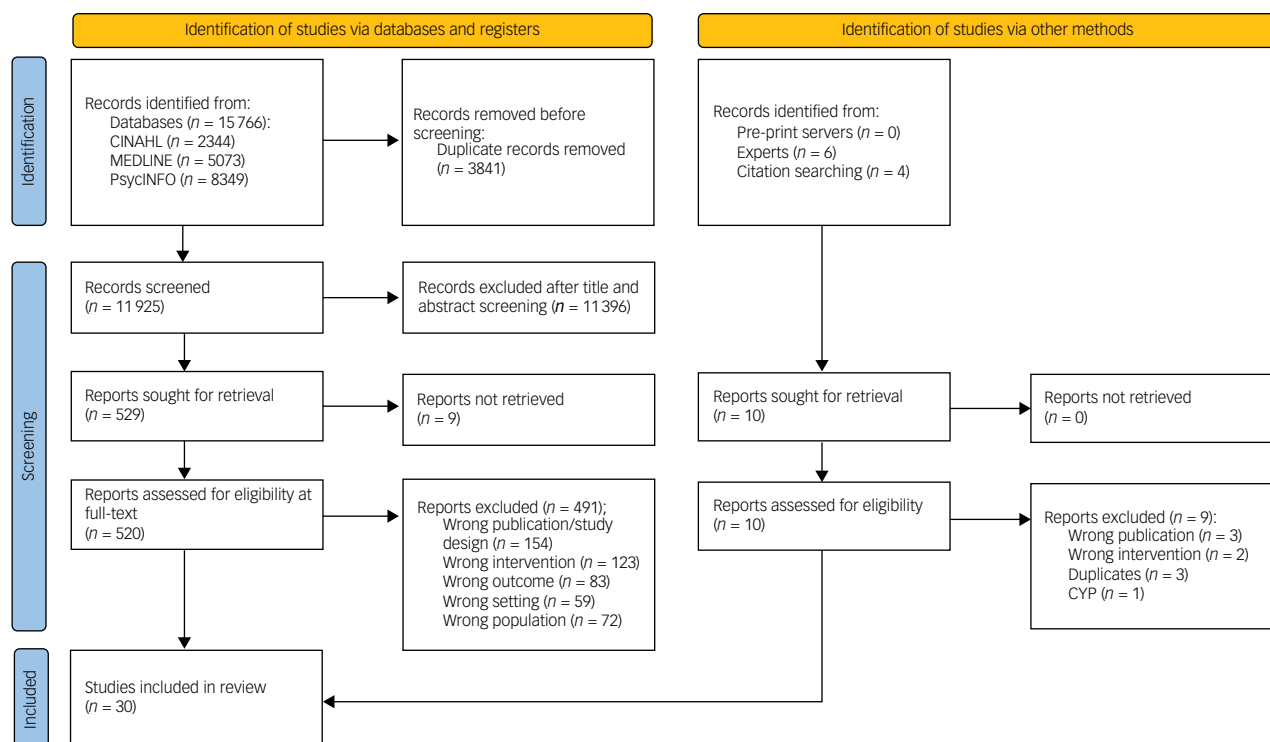 Identification of studies via databases and registers
Identification of studies via other methods
Identification
Records identified from:
Databases (n = 15 766):
CINAHL (n = 2344)
MEDLINE (n = 5073)
PsycINFO (n = 8349)
Records removed before
screening:
Duplicate records removed
(n = 3841)
Records identified from:
Pre-print servers (n = 0)
Experts (n = 6)
Citation searching (n = 4)
Screening
Records screened
(n = 11 925)
Records excluded after title and
abstract screening (n = 11 396)
Reports sought for retrieval
(n = 529)
Reports not retrieved
(n = 9)
Reports sought for retrieval
(n = 10)
Reports not retrieved
(n = 0)
Reports assessed for eligibility at
full-text
(n = 520)
Reports excluded (n = 491);
Wrong publication/study
design (n = 154)
Wrong intervention (n = 123)
Wrong outcome (n = 83)
Wrong setting (n = 59)
Wrong population (n = 72)
Reports assessed for eligibility
(n = 10)
Reports excluded (n = 9):
Wrong publication (n = 3)
Wrong intervention (n = 2)
Duplicates (n = 3)
CYP (n = 1)
Included
Studies included in review
(n = 30)